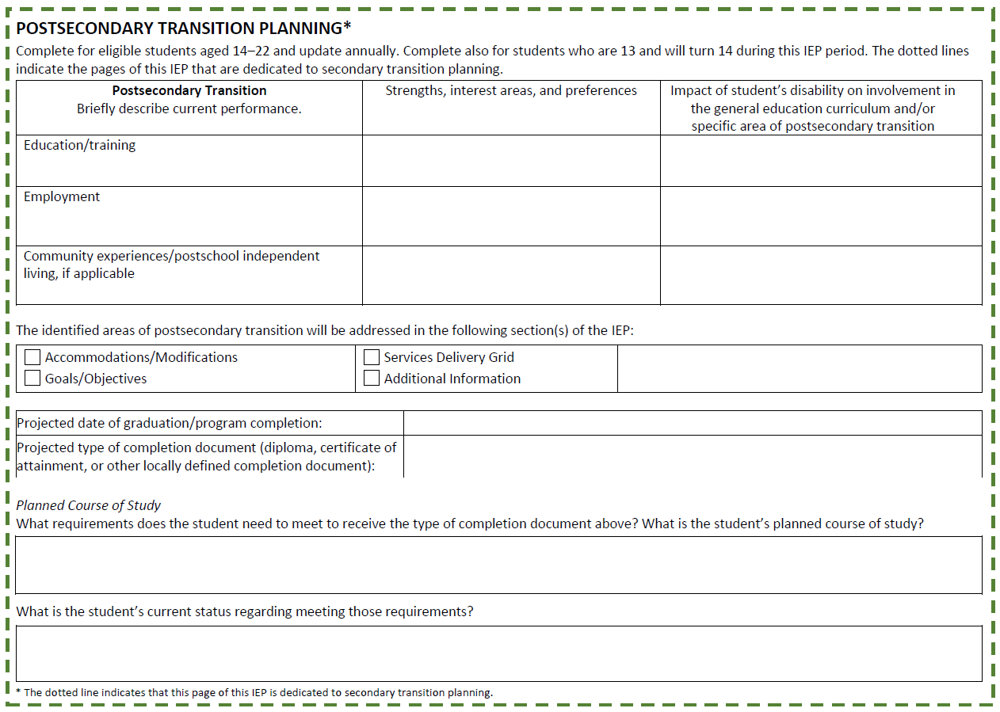 POSTSECONDARY TRANSITION PLANNING*
Complete for eligible students aged 14–22 and update annually. Complete also for students who are 13 and will turn 14 during this IEP period. The dotted lines
indicate the pages of this IEP that are dedicated to secondary transition planning.
Postsecondary Transition
Briefly describe current performance.
Strengths, interest areas, and preferences
Impact of student’s disability on involvement in
the general education curriculum and/or
specific area of postsecondary transition
Education/training
Employment
Community experiences/postschool independent
living, if applicable
The identified areas of postsecondary transition will be addressed in the following section(s) of the IEP:
Accommodations/Modifications
Goals/Objectives
Services Delivery Grid
Additional Information
Projected date of graduation/program completion:
Projected type of completion document (diploma, certificate of
attainment, or other locally defined completion document):
Planned Course of Study
What requirements does the student need to meet to receive the type of completion document above? What is the student’s planned course of study?
What is the student’s current status regarding meeting those requirements?
* The dotted line indicates that this page of this IEP is dedicated to secondary transition planning.